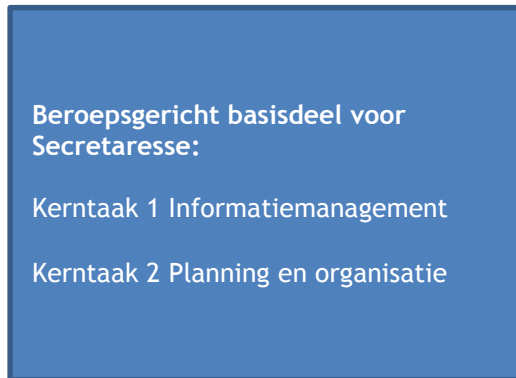 Beroepsgericht basisdeel voor
Secretaresse:
Kerntaak 1 Informatiemanagement
Kerntaak 2 Planning en organisatie